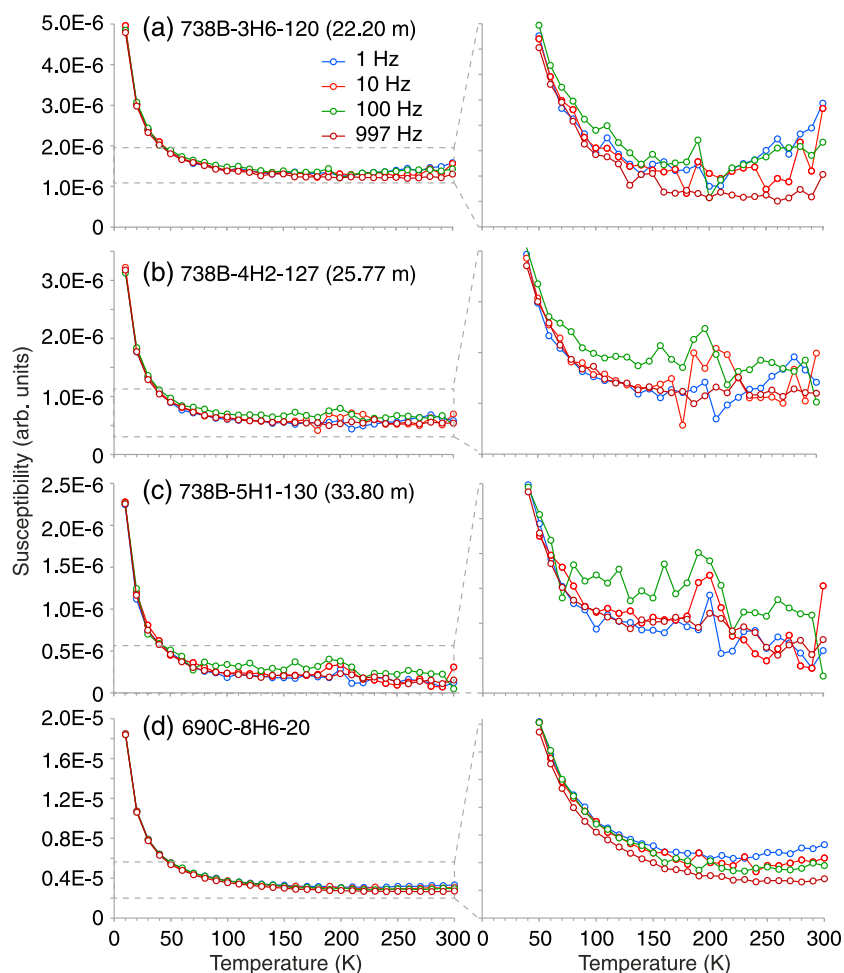 (a) 738B-3H6-120 (22.20 m)
1 Hz
10 Hz
100 Hz
997 Hz
5.0E-6
4.0E-6
3.0E-6
2.0E-6
1.0E-6
0
(b) 738B-4H2-127 (25.77 m)
3.0E-6
2.0E-6
1.0E-6
0
Susceptibility (arb. units)
(c) 738B-5H1-130 (33.80 m)
2.5E-6
2.0E-6
1.5E-6
1.0E-6
0.5E-6
0
(d) 690C-8H6-20
2.0E-5
1.6E-5
1.2E-5
0.8E-5
0.4E-5
0
0 50 100 150 200 250 300
50 100 150 200 250 300
Temperature (K)
Temperature (K)